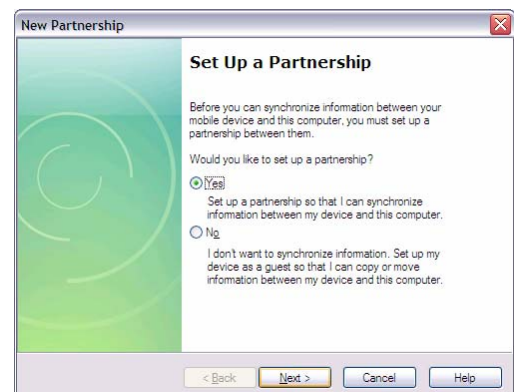 New Partnership
Set Up a Partnership
Before you can synchronize information between your
mobile device and this computer, you must set up a
partnership between them.
Would you like to set up a partnership?
Yes
Set up a partnership so that I can synchronize
information between my device and this computer.
No
I don't want to synchronize information. Set up my
device as a guest so that I can copy or move
information between my device and this computer.
< Back
Next >
Cancel
Help